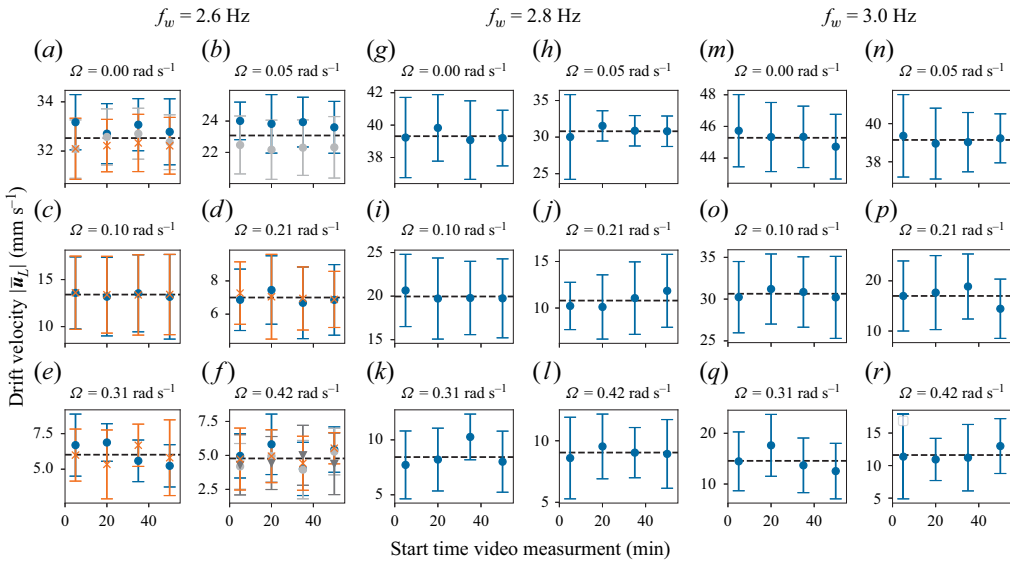 f_w = 2.6 Hz f_w = 2.8 Hz f_w = 3.0 Hz
(a) (b) (g) (h) (m) (n)
Ω = 0.00 rad s⁻¹ Ω = 0.05 rad s⁻¹ Ω = 0.00 rad s⁻¹ Ω = 0.05 rad s⁻¹ Ω = 0.00 rad s⁻¹ Ω = 0.05 rad s⁻¹
34 32
24 22
42 39
35 30 25
48 46 44
40 38
(c) (d) (i) (j) (o) (p)
Ω = 0.10 rad s⁻¹ Ω = 0.21 rad s⁻¹ Ω = 0.10 rad s⁻¹ Ω = 0.21 rad s⁻¹ Ω = 0.10 rad s⁻¹ Ω = 0.21 rad s⁻¹
15 10
8 6
25 20 15
15 10
35 30 25
20 10
(e) (f) (k) (l) (q) (r)
Ω = 0.31 rad s⁻¹ Ω = 0.42 rad s⁻¹ Ω = 0.31 rad s⁻¹ Ω = 0.42 rad s⁻¹ Ω = 0.31 rad s⁻¹ Ω = 0.42 rad s⁻¹
7.5 5.0
7.5 5.0 2.5
10 5
10 5
20 10
15 10 5
0 20 40 0 20 40 0 20 40 0 20 40 0 20 40 0 20 40
Drift velocity |u̅_L| (mm s⁻¹)
Start time video measurment (min)